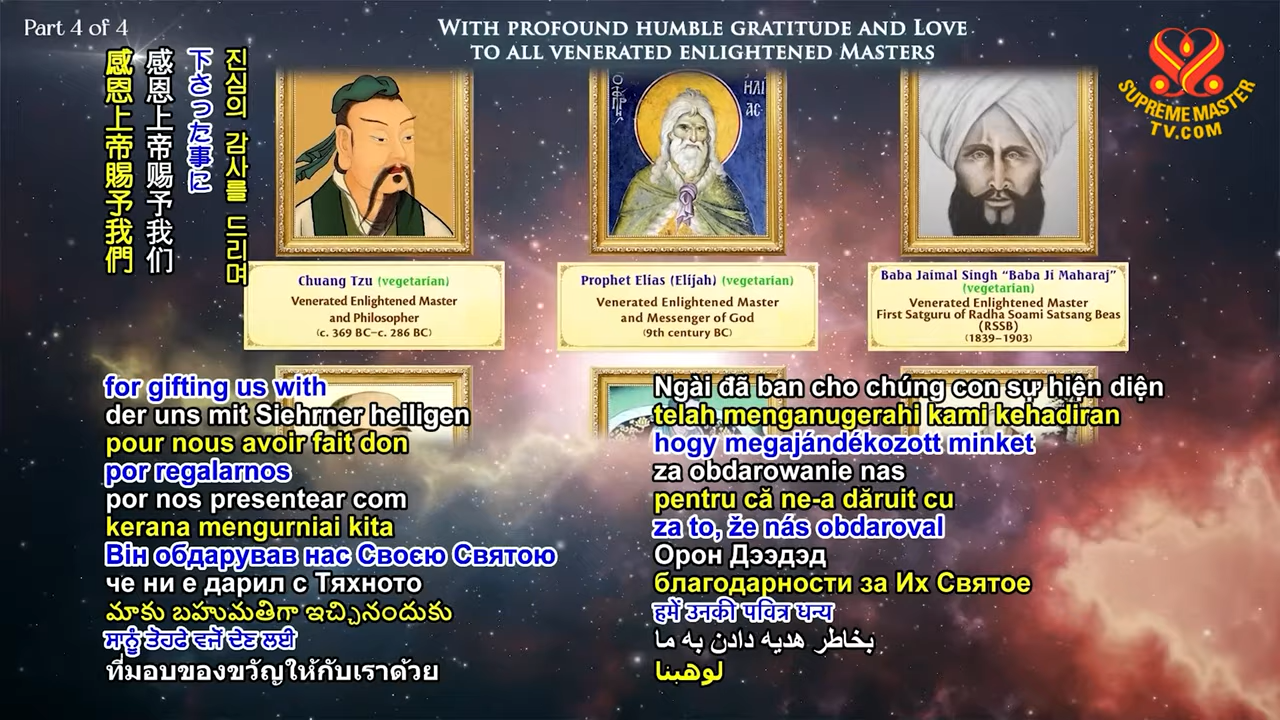 Part 4 of 4
WITH PROFOUND HUMBLE GRATITUDE AND LOVE
TO ALL VENERATED ENLIGHTENED MASTERS
SUPREME MASTER
TV.COM
진심의 감사를 드리며
下さった事に
感恩上帝赐予我们
感恩上帝賜予我們
ΗΛΙ
ΑC
Chuang Tzu (vegetarian)
Venerated Enlightened Master
and Philosopher
(c. 369 BC–c. 286 BC)
Prophet Elias (Elijah) (vegetarian)
Venerated Enlightened Master
and Messenger of God
(9th century BC)
Baba Jaimal Singh “Baba Ji Maharaj”
(vegetarian)
Venerated Enlightened Master
First Satguru of Radha Soami Satsang Beas
(RSSB)
(1839–1903)
for gifting us with
der uns mit Siehrner heiligen
pour nous avoir fait don
por regalarnos
por nos presentear com
kerana mengurniai kita
Він обдарував нас Своєю Святою
че ни е дарил с Тяхното
మాకు బహుమతిగా ఇచ్చినందుకు
ਸਾਨੂੰ ਤੋਹਫੇ ਵਜੋਂ ਦੇਣ ਲਈ
ที่มอบของขวัญให้กับเราด้วย
Ngài đã ban cho chúng con sự hiện diện
telah menganugerahi kami kehadiran
hogy megajándékozott minket
za obdarowanie nas
pentru că ne-a dăruit cu
za to, že nás obdaroval
Орон Дээдэд
благодарности за Их Святое
हमें उनकी पवित्र धन्य
بخاطر هدیه دادن به ما
لوهبنا